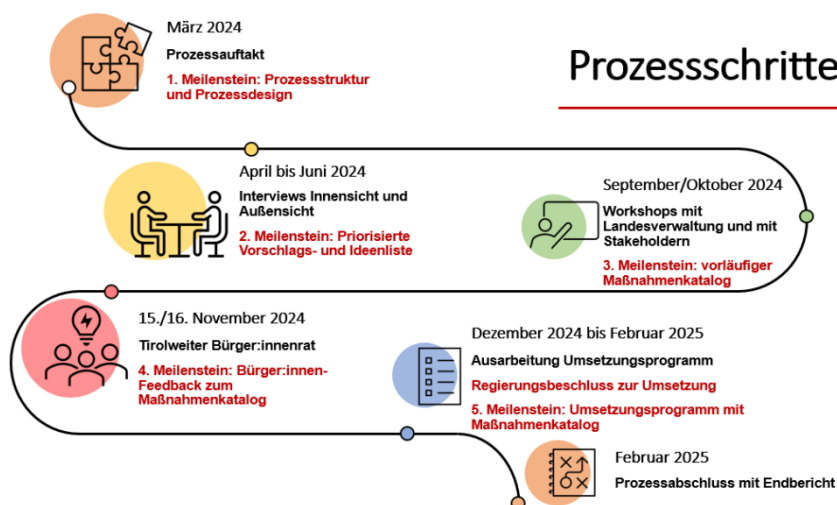 Prozessschritte
März 2024
Prozessauftakt
1. Meilenstein: Prozessstruktur
und Prozessdesign
April bis Juni 2024
Interviews Innensicht und
Außensicht
2. Meilenstein: Priorisierte
Vorschlags- und Ideenliste
September/Oktober 2024
Workshops mit
Landesverwaltung und mit
Stakeholdern
3. Meilenstein: vorläufiger
Maßnahmenkatalog
15./16. November 2024
Tirolweiter Bürger:innenrat
4. Meilenstein: Bürger:innen-
Feedback zum
Maßnahmenkatalog
Dezember 2024 bis Februar 2025
Ausarbeitung Umsetzungsprogramm
Regierungsbeschluss zur Umsetzung
5. Meilenstein: Umsetzungsprogramm mit
Maßnahmenkatalog
Februar 2025
Prozessabschluss mit Endbericht